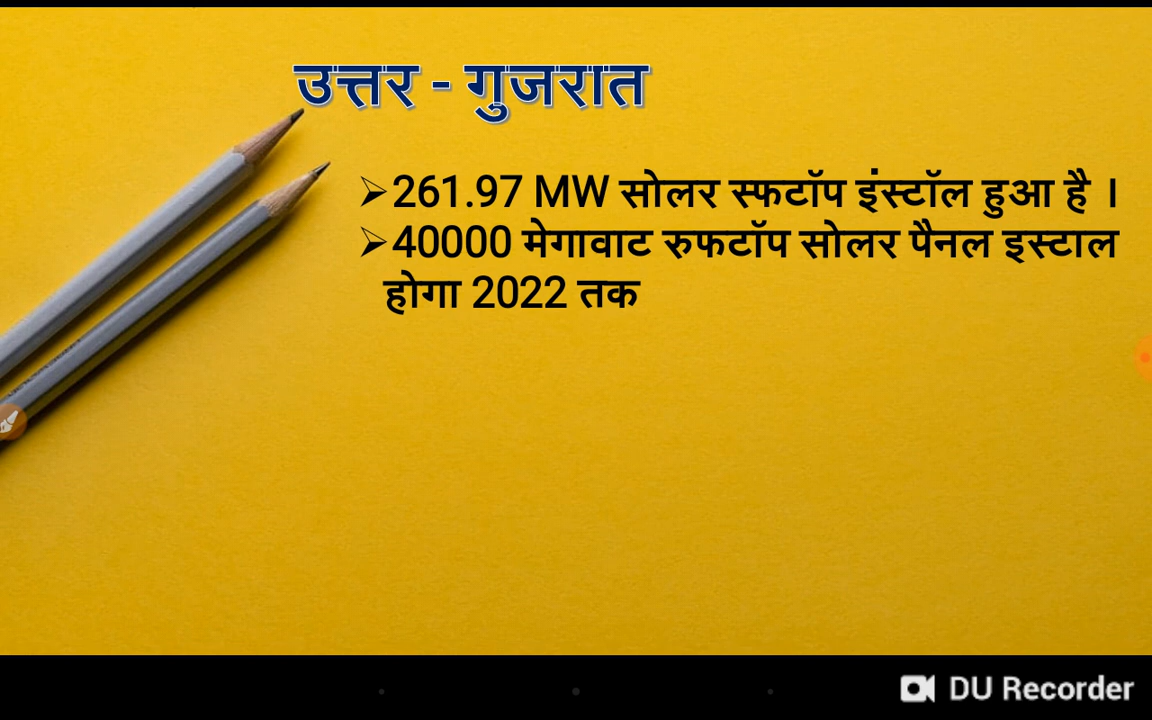 उत्तर - गुजरात
➢261.97 MW सोलर स्फटॉप इंस्टॉल हुआ है ।
➢40000 मेगावाट रुफटॉप सोलर पैनल इस्टाल
होगा 2022 तक
DU Recorder